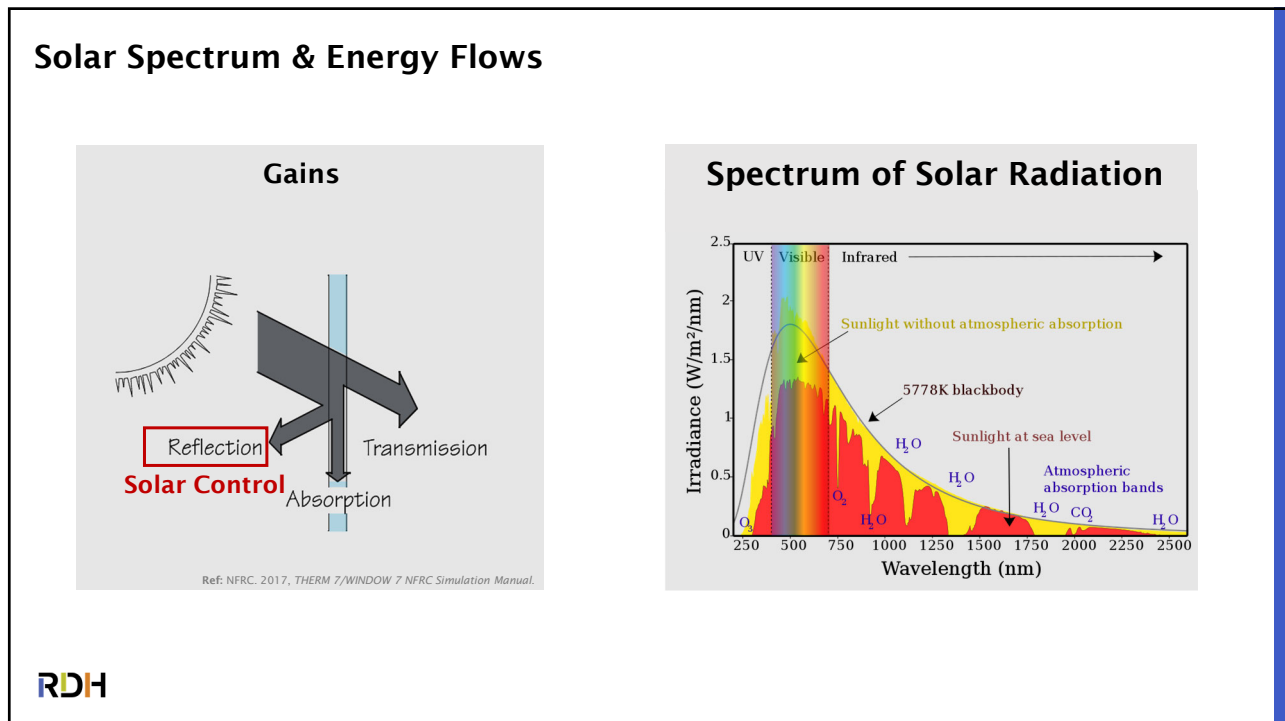 Solar Spectrum & Energy Flows
Gains
Reflection
Transmission
Solar Control
Absorption
Ref: NFRC. 2017, THERM 7/WINDOW 7 NFRC Simulation Manual.
Spectrum of Solar Radiation
UV Visible Infrared
Sunlight without atmospheric absorption
5778K blackbody
Sunlight at sea level
H₂O
H₂O
Atmospheric
absorption bands
O₃
O₂
H₂O
H₂O CO₂ H₂O
Irradiance (W/m²/nm)
2.5
2
1.5
1
0.5
0
250 500 750 1000 1250 1500 1750 2000 2250 2500
Wavelength (nm)
RDH